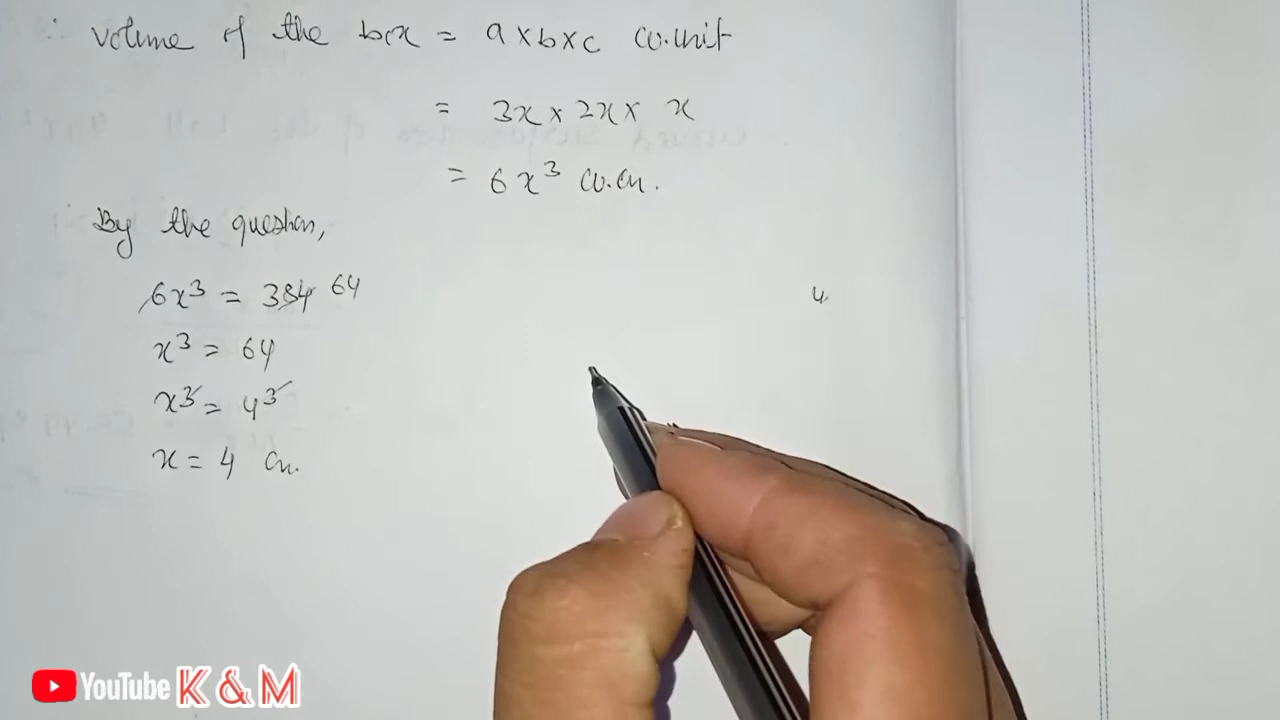 ∴ volume of the box = a×b×c cu.unit
= 3x × 2x × x
= 6x³ cu.cm.
By the question,
6x³ = 384 64
x³ = 64
4
x³ = 4³
x = 4 cm.
YouTube K & M